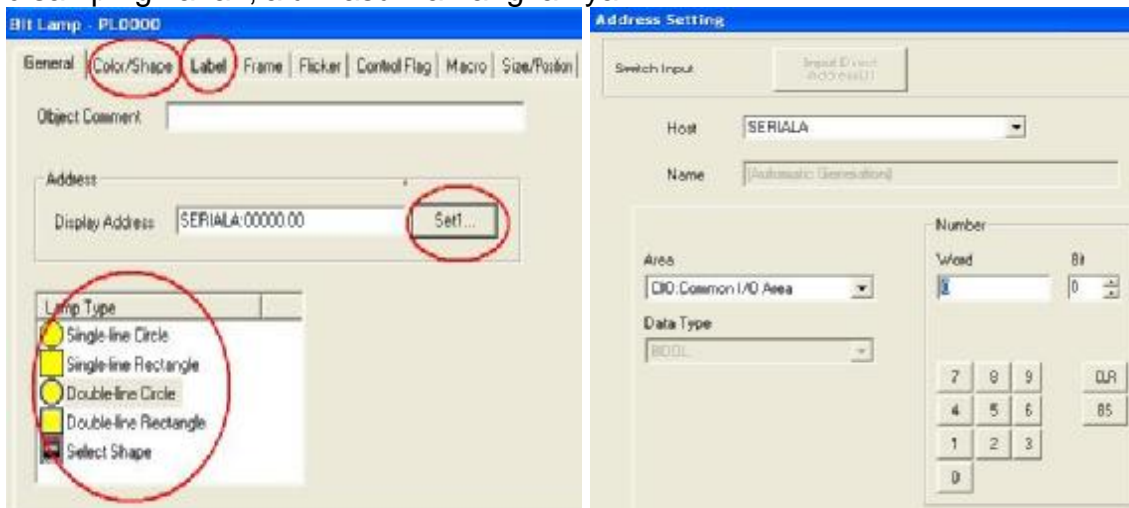 Bit Lamp - PL0000
General Color/Shape Label Frame Flicker Control Flag Macro Size/Position
Object Comment
Address
Display Address SERIALA:00000.00 Set1...
Lamp Type
Single-line Circle
Single-line Rectangle
Double-line Circle
Double-line Rectangle
Select Shape
Address Setting
Switch Input Input Direct
Host SERIALA
Name [Automatic Generation]
Number
Area Word Bit
CIO:Common I/O Area 0 0
Data Type
BOOL
7 8 9 CLR
4 5 6 BS
1 2 3
0